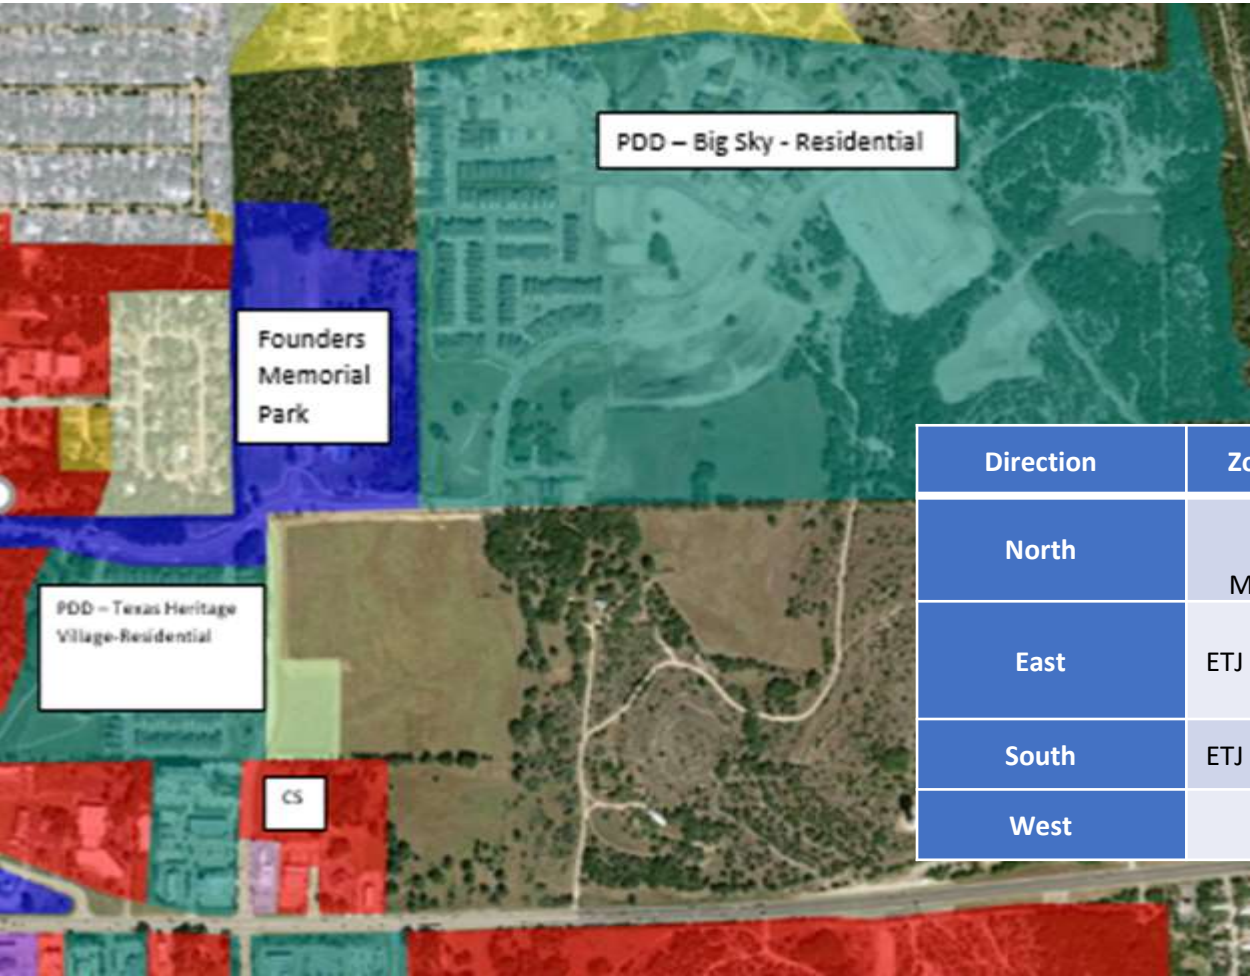 PDD – Big Sky - Residential
Founders
Memorial
Park
PDD – Texas Heritage
Village-Residential
CS
Direction Zo
North M
East ETJ
South ETJ
West